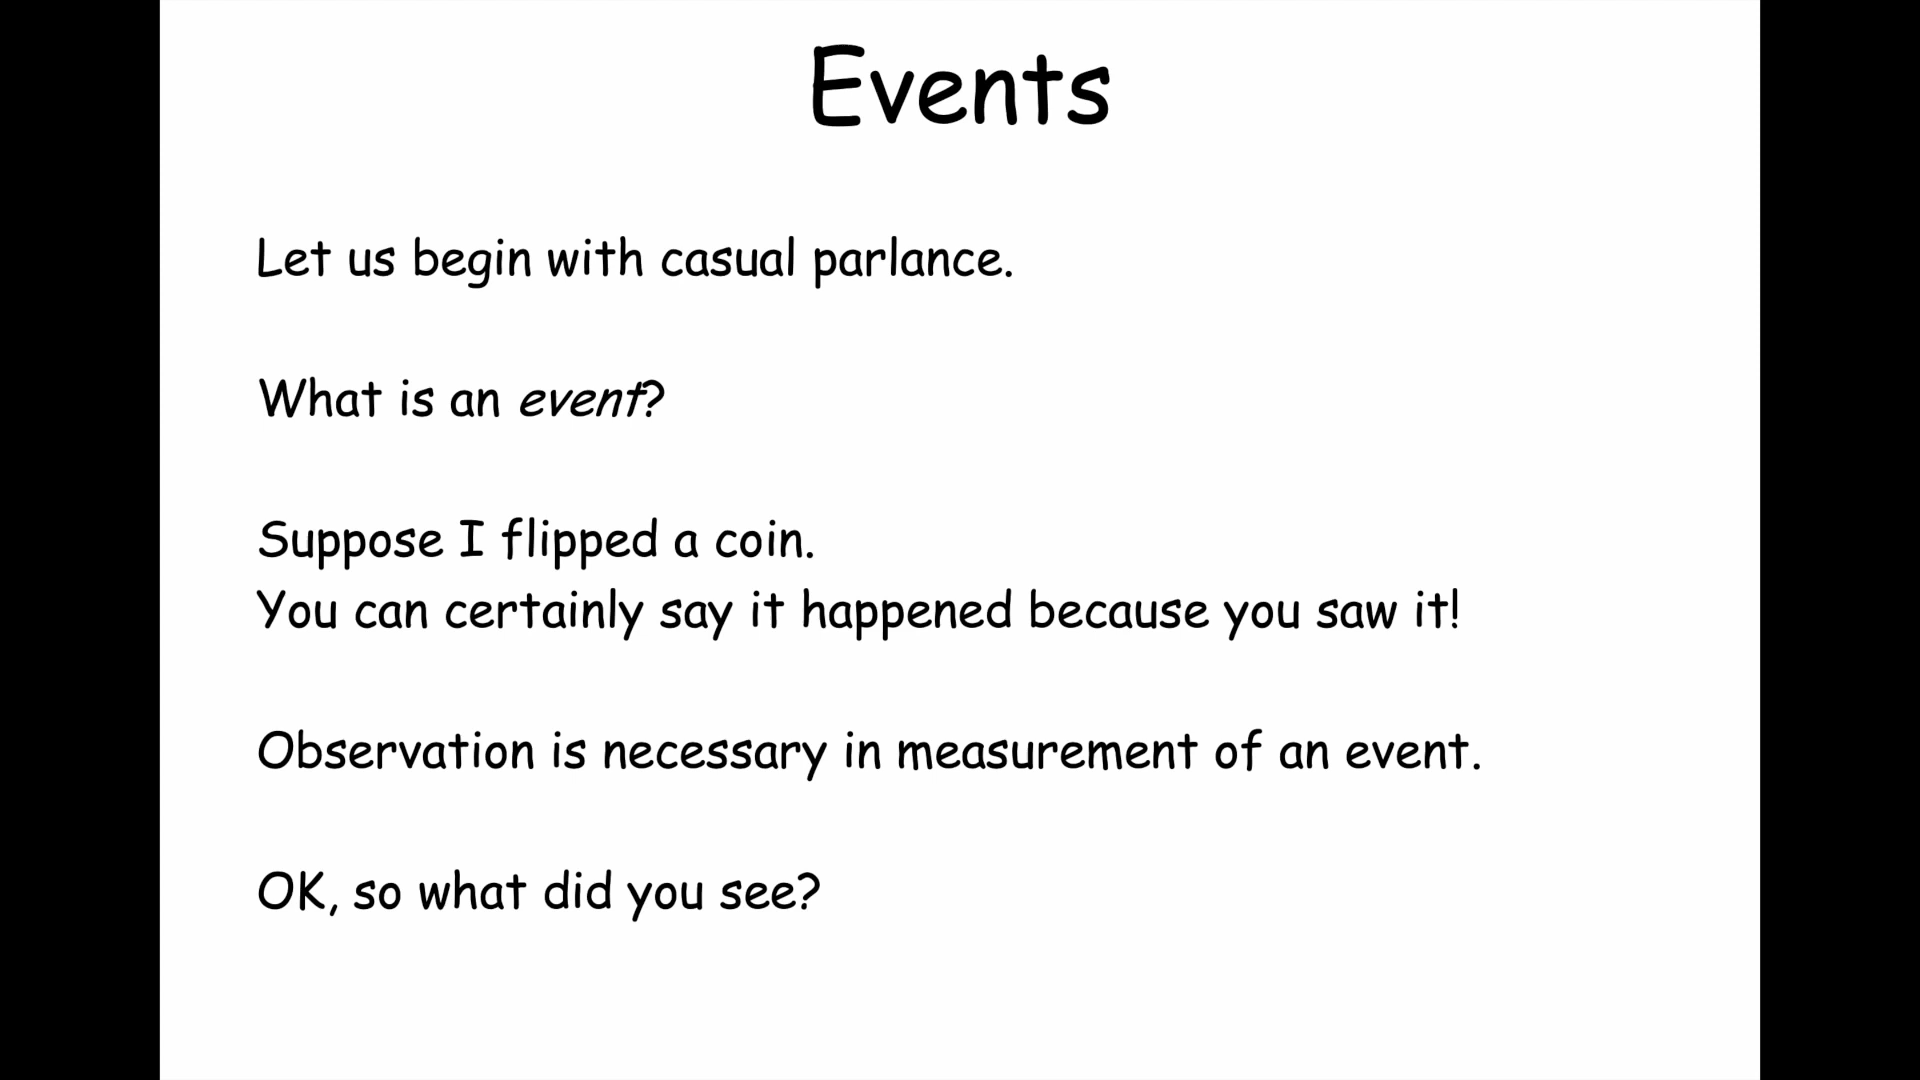 Events
Let us begin with casual parlance.
What is an event?
Suppose I flipped a coin.
You can certainly say it happened because you saw it!
Observation is necessary in measurement of an event.
OK, so what did you see?